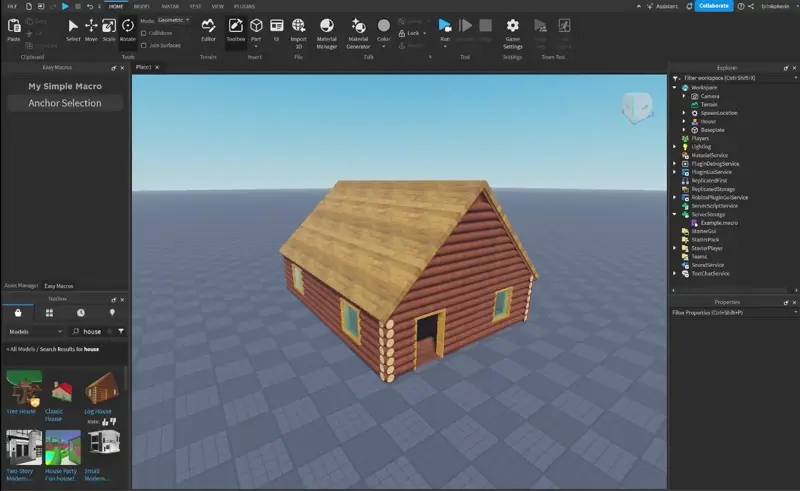 FILE HOME MODEL AVATAR TEST VIEW PLUGINS
Assistant Collaborate
Mode: Geometric
Collisions
Join Surfaces
Paste Select Move Scale Rotate Editor Toolbox Part UI Import 3D Material Manager Material Generator Color Lock Run Game Settings Team Test
Clipboard Tools Terrain Insert File Edit Test Settings Team Test
Easy Macros
My Simple Macro
Anchor Selection
Asset Manager Easy Macros
Toolbox
Models house
< All Models / Search Results for house
Tree House
Classic House
Log House
Rate:
Two Story Modern...
House Party Fun house!
Small Modern...
Place1
Explorer
Filter workspace (Ctrl+Shift+X)
Workspace
Camera
Terrain
SpawnLocation
House
Baseplate
Players
Lighting
MaterialService
PluginDebugService
PluginGuiService
ReplicatedFirst
ReplicatedStorage
RobloxPluginGuiService
ServerScriptService
ServerStorage
Example.macro
StarterGui
StarterPack
StarterPlayer
Teams
SoundService
TextChatService
Properties
Filter Properties (Ctrl+Shift+P)